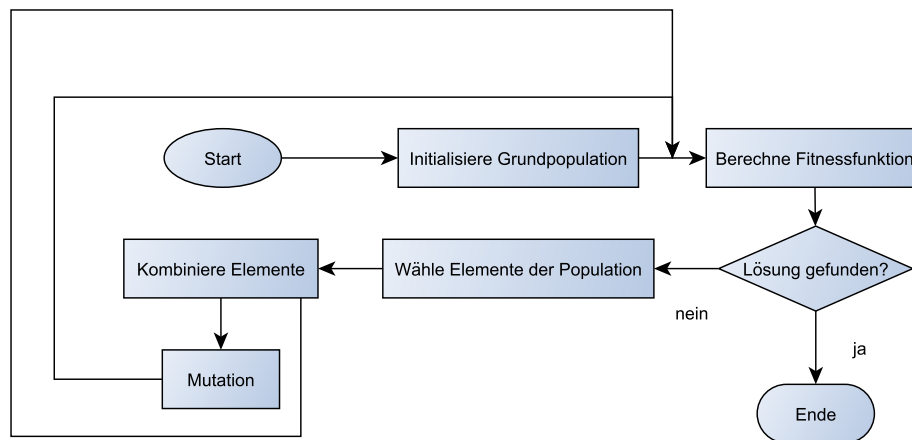 Start
Initialisiere Grundpopulation
Berechne Fitnessfunktion
Kombiniere Elemente
Wähle Elemente der Population
Lösung gefunden?
nein
ja
Mutation
Ende